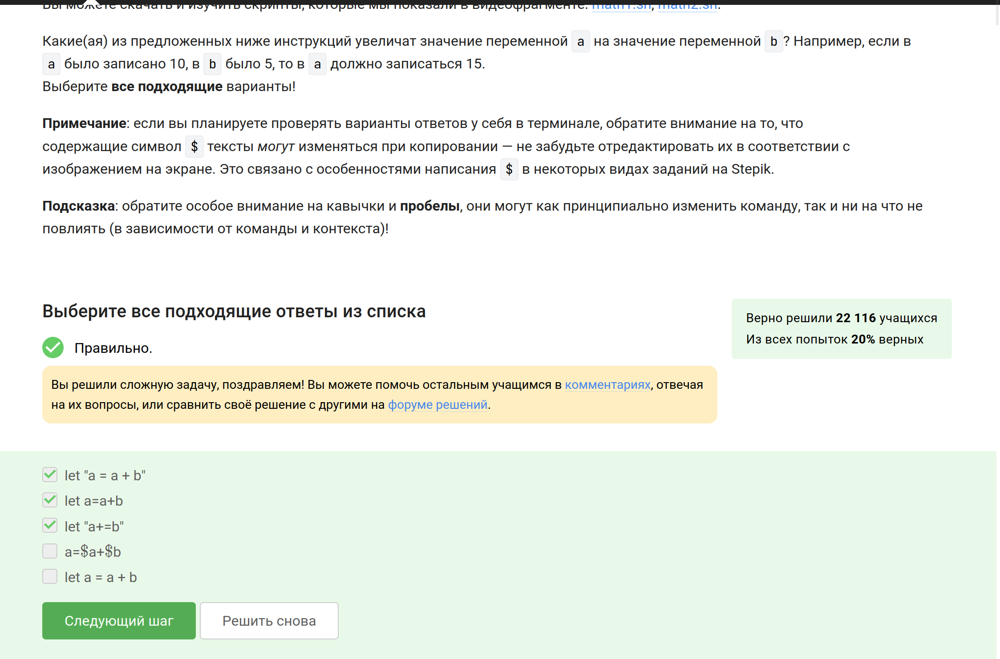 Вы можете скачать и изучить скрипты, которые мы показали в видеофрагменте: math1.sh, math2.sh.
Какие(ая) из предложенных ниже инструкций увеличат значение переменной a на значение переменной b? Например, если в
a было записано 10, в b было 5, то в a должно записаться 15.
Выберите все подходящие варианты!
Примечание: если вы планируете проверять варианты ответов у себя в терминале, обратите внимание на то, что
содержащие символ $ тексты могут изменяться при копировании — не забудьте отредактировать их в соответствии с
изображением на экране. Это связано с особенностями написания $ в некоторых видах заданий на Stepik.
Подсказка: обратите особое внимание на кавычки и пробелы, они могут как принципиально изменить команду, так и ни на что не
повлиять (в зависимости от команды и контекста)!
Выберите все подходящие ответы из списка
Верно решили 22 116 учащихся
Из всех попыток 20% верных
Правильно.
Вы решили сложную задачу, поздравляем! Вы можете помочь остальным учащимся в комментариях, отвечая
на их вопросы, или сравнить своё решение с другими на форуме решений.
let "a = a + b"
let a=a+b
let "a+=b"
a=$a+$b
let a = a + b
Следующий шаг
Решить снова